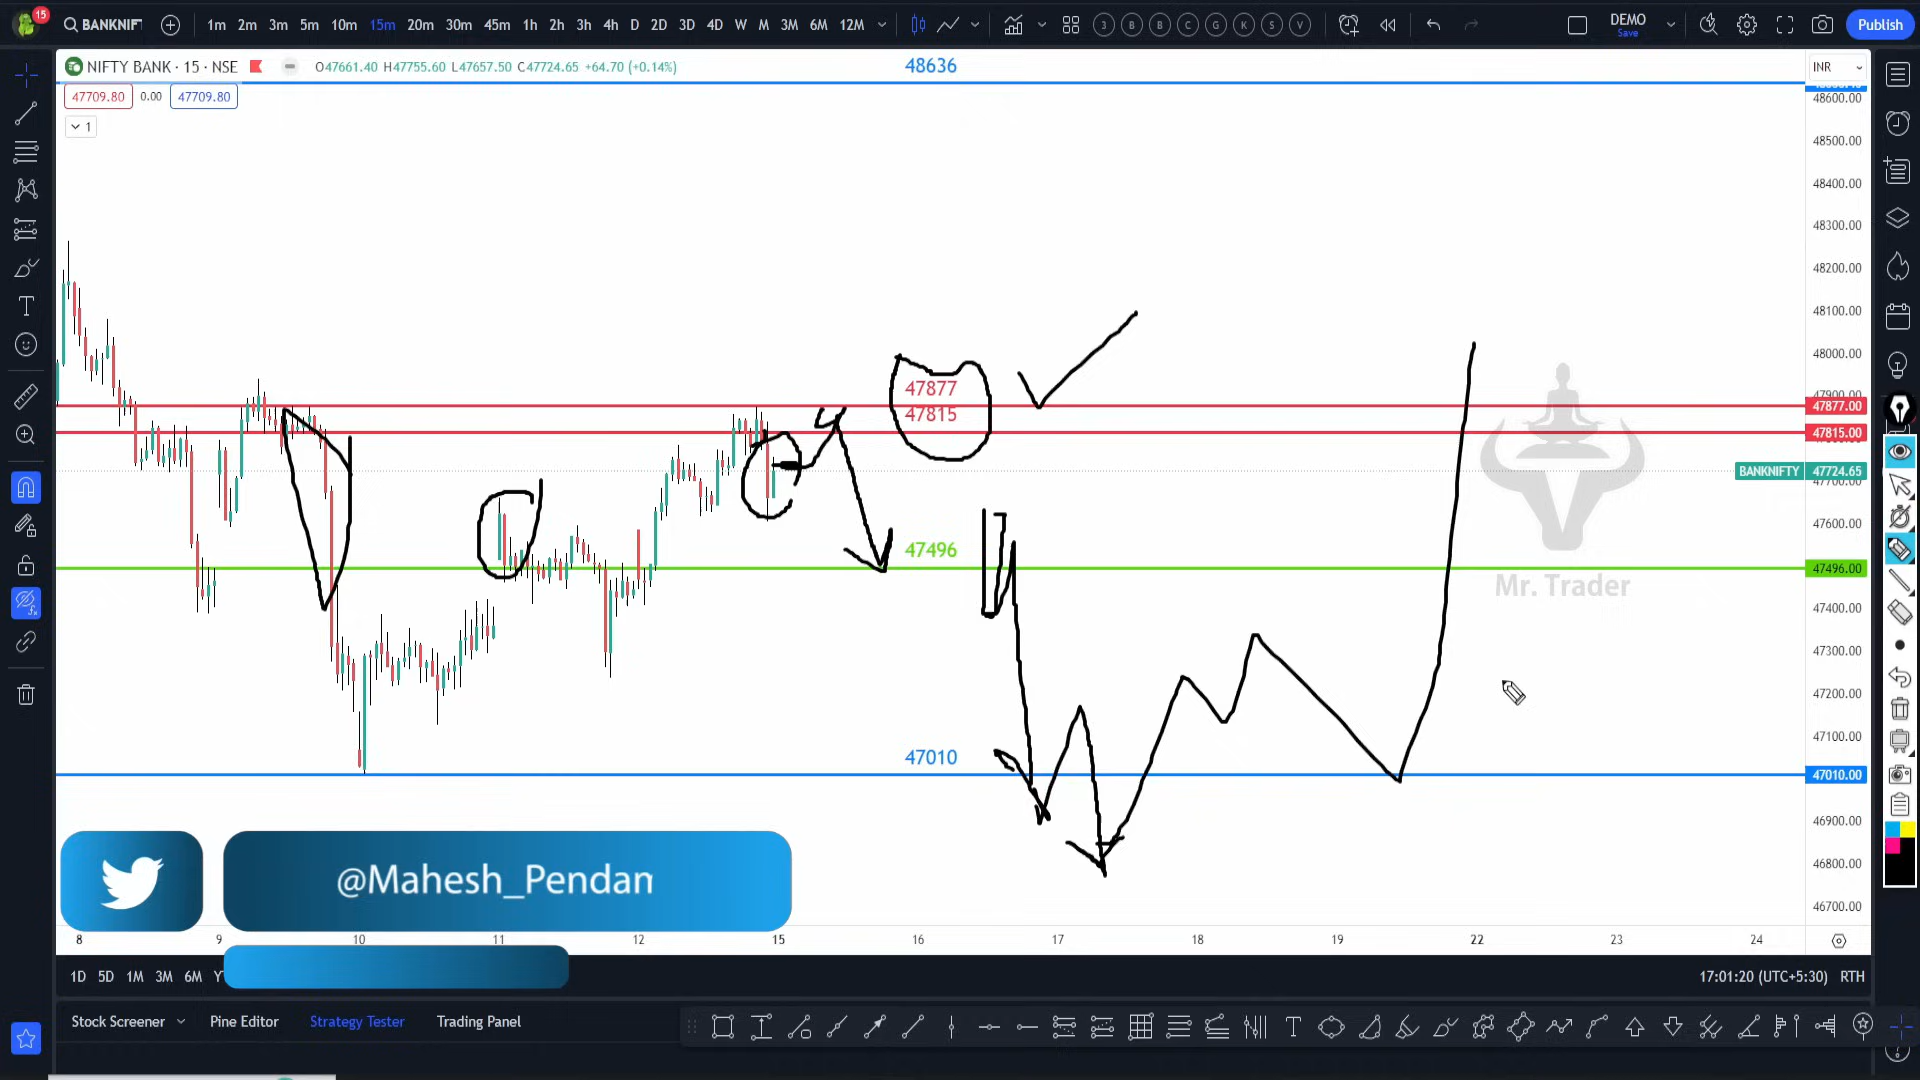 15
BANKNIF
1m 2m 3m 5m 10m 15m 20m 30m 45m 1h 2h 3h 4h D 2D 3D 4D W M 3M 6M 12M
3 B B C G K S V
DEMO
Save
Publish
NIFTY BANK · 15 · NSE
O47661.40 H47755.60 L47657.50 C47724.65 +64.70 (+0.14%)
48636
INR
47709.80 0.00 47709.80
1
48600.00
48500.00
48400.00
48300.00
48200.00
48100.00
48000.00
47877
47877.00
47815
47815.00
BANKNIFTY 47724.65
47600.00
47496
47496.00
Mr. Trader
47400.00
47300.00
47200.00
47100.00
47010
47010.00
46900.00
46800.00
46700.00
@Mahesh_Pendam
8 9 10 11 12 15 16 17 18 19 22 23 24
1D 5D 1M 3M 6M Y
17:01:20 (UTC+5:30) RTH
Stock Screener Pine Editor Strategy Tester Trading Panel